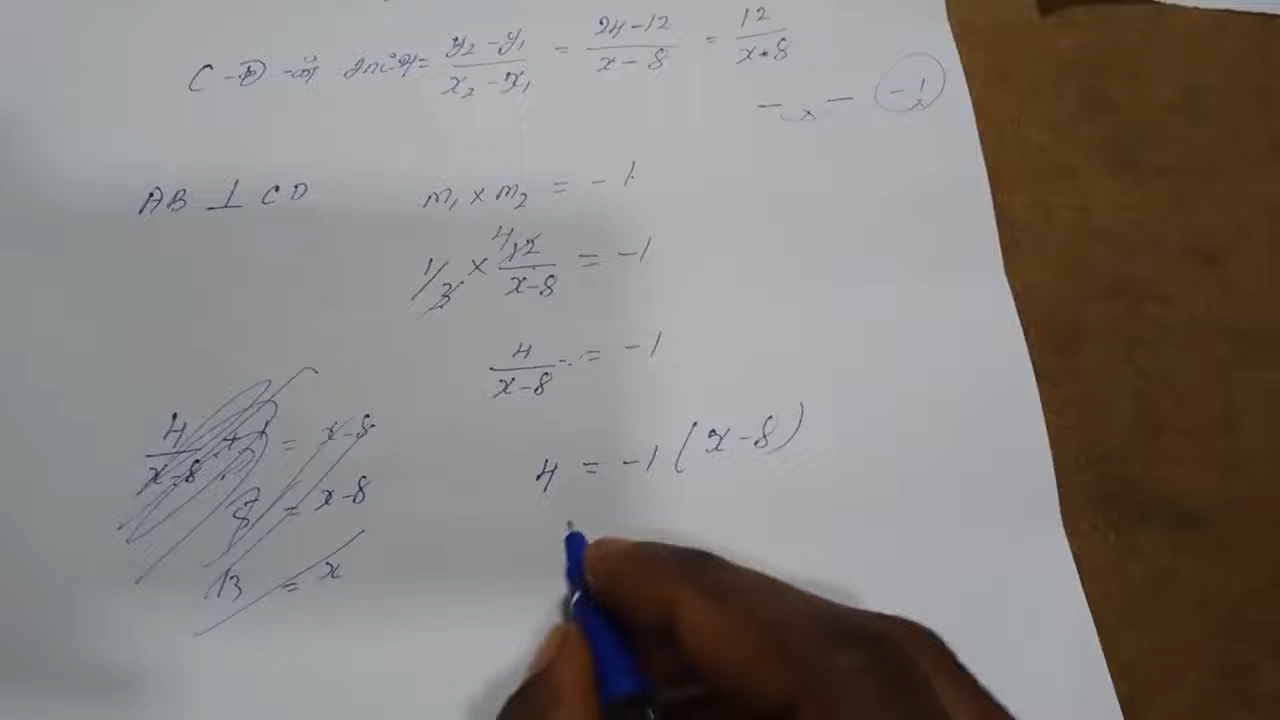 C-D -ன் சாய்வு = y₂-y₁/x₂-x₁ = 24-12/x-8 = 12/x-8
AB ⊥ CD m₁ × m₂ = -1
1/3 × 12/x-8 = -1
4/x-8 = -1
4 = -1(x-8)
= x-8
= x-8
13 = x